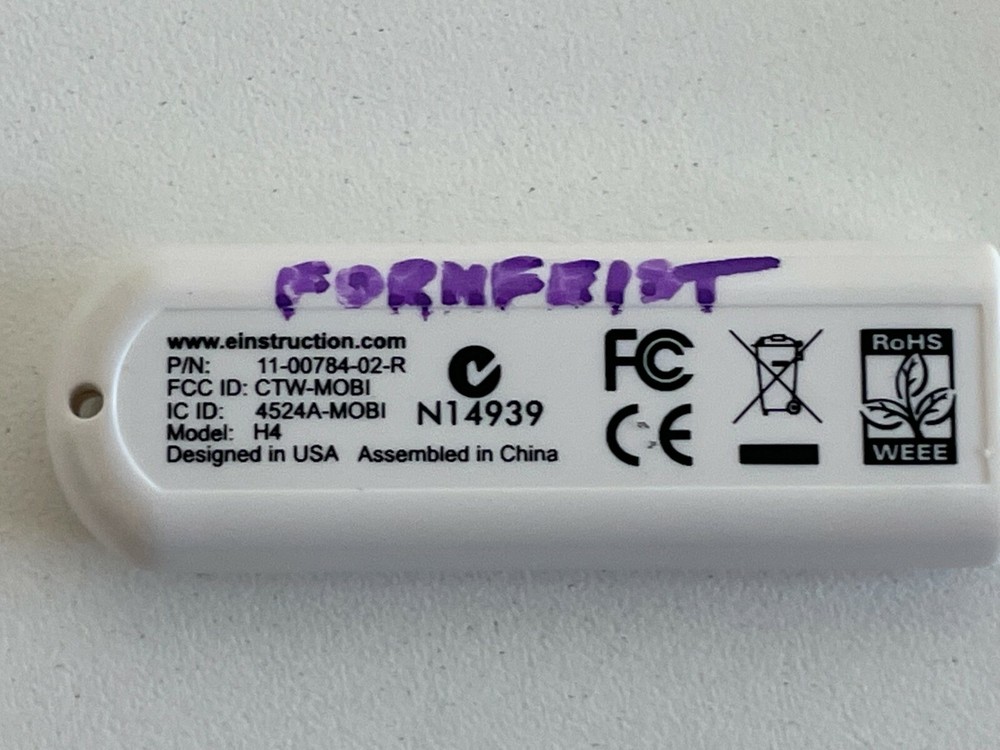 FORMFEIST
www.einstruction.com
P/N: 11-00784-02-R
FCC ID: CTW-MOBI
IC ID: 4524A-MOBI
Model: H4
Designed in USA Assembled in China
N14939
FC
CE
RoHS
WEEE